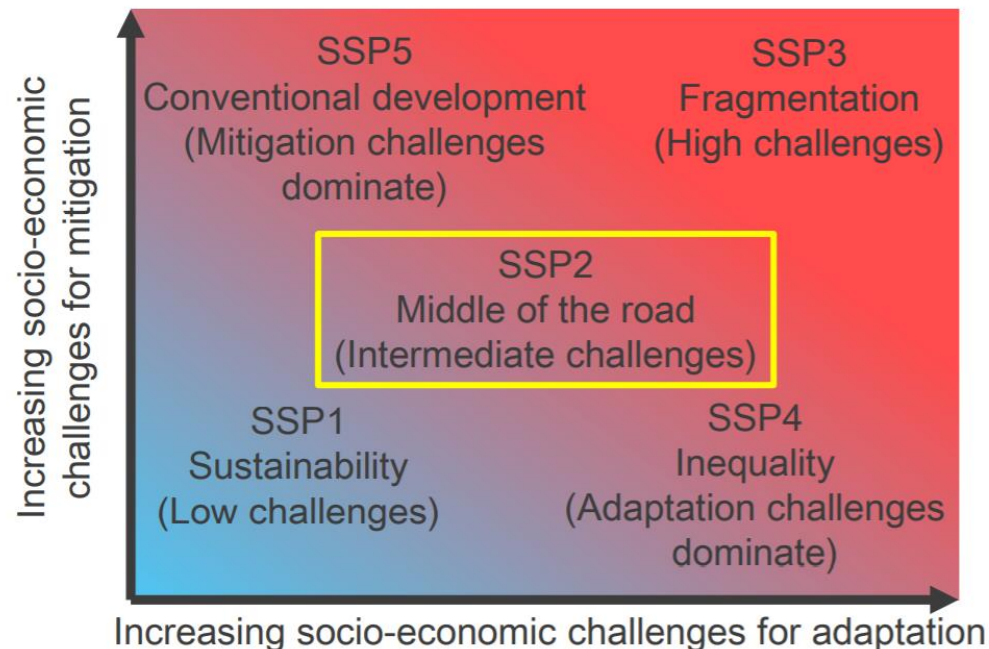 Increasing socio-economic
challenges for mitigation
SSP5
Conventional development
(Mitigation challenges
dominate)
SSP3
Fragmentation
(High challenges)
SSP2
Middle of the road
(Intermediate challenges)
SSP1
Sustainability
(Low challenges)
SSP4
Inequality
(Adaptation challenges
dominate)
Increasing socio-economic challenges for adaptation